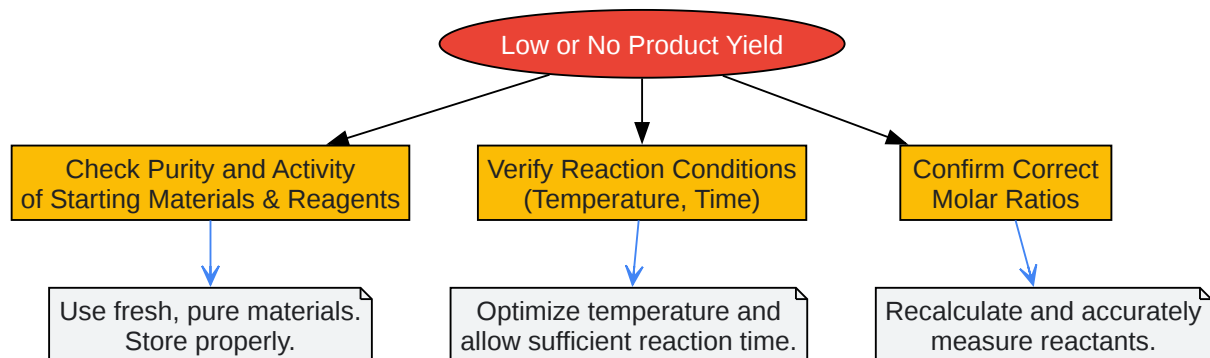 Low or No Product Yield
Check Purity and Activity
of Starting Materials & Reagents
Verify Reaction Conditions
(Temperature, Time)
Confirm Correct
Molar Ratios
Use fresh, pure materials.
Store properly.
Optimize temperature and
allow sufficient reaction time.
Recalculate and accurately
measure reactants.